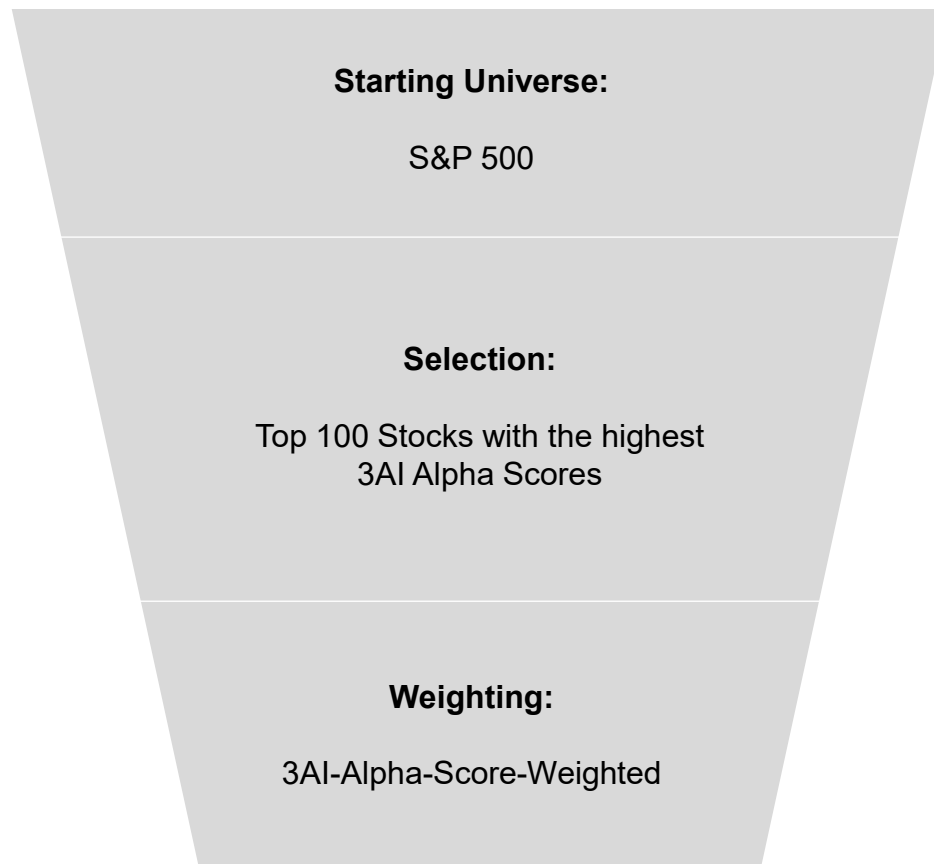 Starting Universe:
S&P 500
Selection:
Top 100 Stocks with the highest
3AI Alpha Scores
Weighting:
3AI-Alpha-Score-Weighted